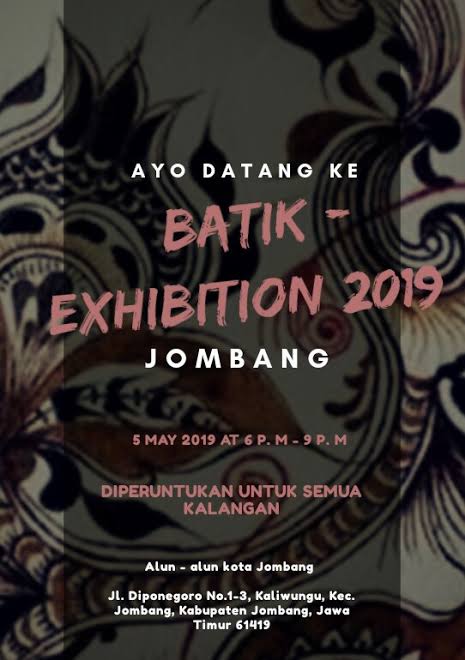 AYO DATANG KE
BATIK -
EXHIBITION 2019
JOMBANG
5 MAY 2019 AT 6 P. M - 9 P. M
DIPERUNTUKAN UNTUK SEMUA
KALANGAN
Alun - alun kota Jombang
Jl. Diponegoro No.1-3, Kaliwungu, Kec.
Jombang, Kabupaten Jombang, Jawa
Timur 61419